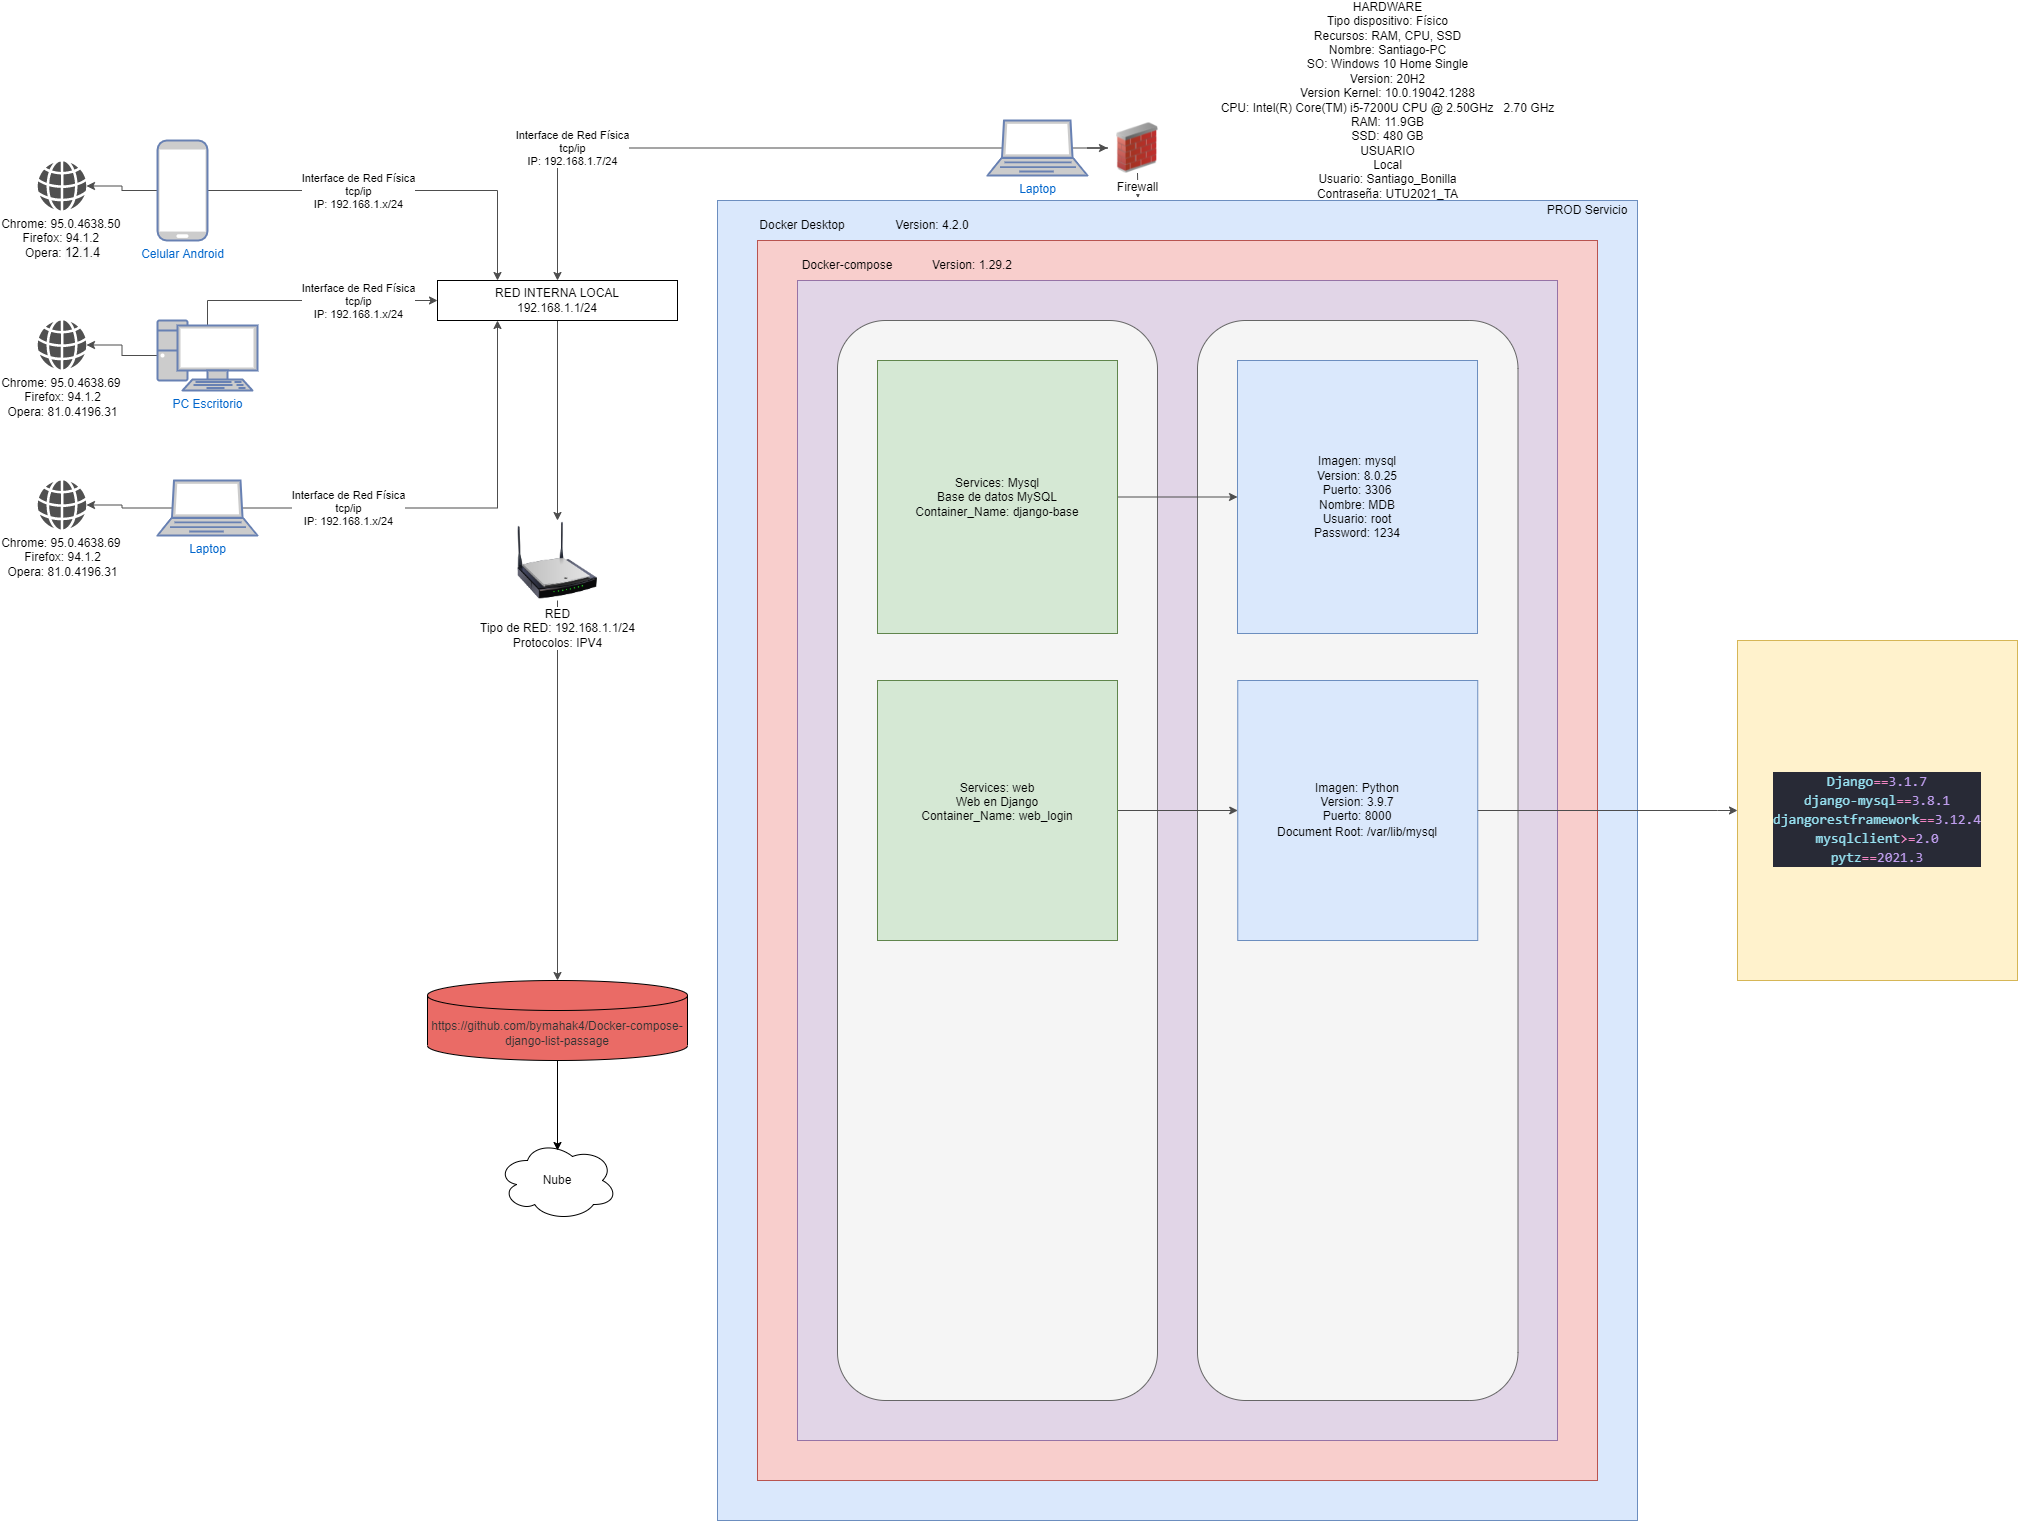 HARDWARE
Tipo dispositivo: Físico
Recursos: RAM, CPU, SSD
Nombre: Santiago-PC
SO: Windows 10 Home Single
Version: 20H2
Version Kernel: 10.0.19042.1288
CPU: Intel(R) Core(TM) i5-7200U CPU @ 2.50GHz   2.70 GHz
RAM: 11.9GB
SSD: 480 GB
USUARIO
Local
Usuario: Santiago_Bonilla
Contraseña: UTU2021_TA
Interface de Red Física
tcp/ip
IP: 192.168.1.7/24
Laptop
Firewall
Interface de Red Física
tcp/ip
IP: 192.168.1.x/24
Chrome: 95.0.4638.50
Firefox: 94.1.2
Opera: 12.1.4
Celular Android
Interface de Red Física
tcp/ip
IP: 192.168.1.x/24
RED INTERNA LOCAL
192.168.1.1/24
Chrome: 95.0.4638.69
Firefox: 94.1.2
Opera: 81.0.4196.31
PC Escritorio
Interface de Red Física
tcp/ip
IP: 192.168.1.x/24
Chrome: 95.0.4638.69
Firefox: 94.1.2
Opera: 81.0.4196.31
Laptop
RED
Tipo de RED: 192.168.1.1/24
Protocolos: IPV4
https://github.com/bymahak4/Docker-compose-
django-list-passage
Nube
PROD Servicio
Docker Desktop Version: 4.2.0
Docker-compose Version: 1.29.2
Services: Mysql
Base de datos MySQL
Container_Name: django-base
Imagen: mysql
Version: 8.0.25
Puerto: 3306
Nombre: MDB
Usuario: root
Password: 1234
Services: web
Web en Django
Container_Name: web_login
Imagen: Python
Version: 3.9.7
Puerto: 8000
Document Root: /var/lib/mysql
Django==3.1.7
django-mysql==3.8.1
djangorestframework==3.12.4
mysqlclient>=2.0
pytz==2021.3